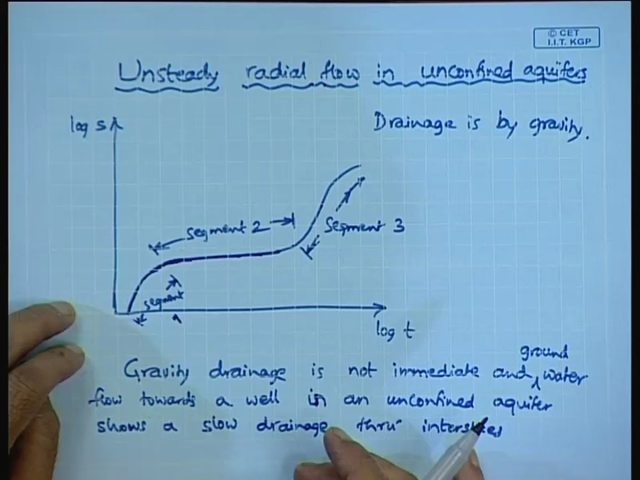 © CET
I.I.T. KGP
Unsteady radial flow in unconfined aquifers
log s
Drainage is by gravity.
Segment 2
Segment 3
Segment
1
log t
Gravity drainage is not immediate and ground water
flow towards a well in an unconfined aquifer
shows a slow drainage thru